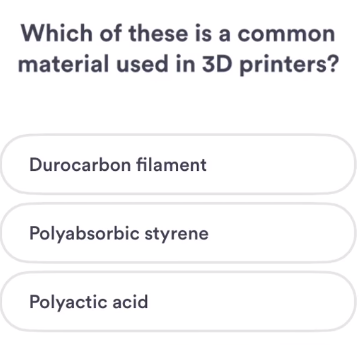 Which of these is a common
material used in 3D printers?
Durocarbon filament
Polyabsorbic styrene
Polyactic acid